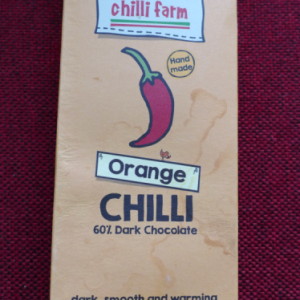 chilli farm
Hand
made
Orange
CHILLI
60% Dark Chocolate
dark, smooth and warming